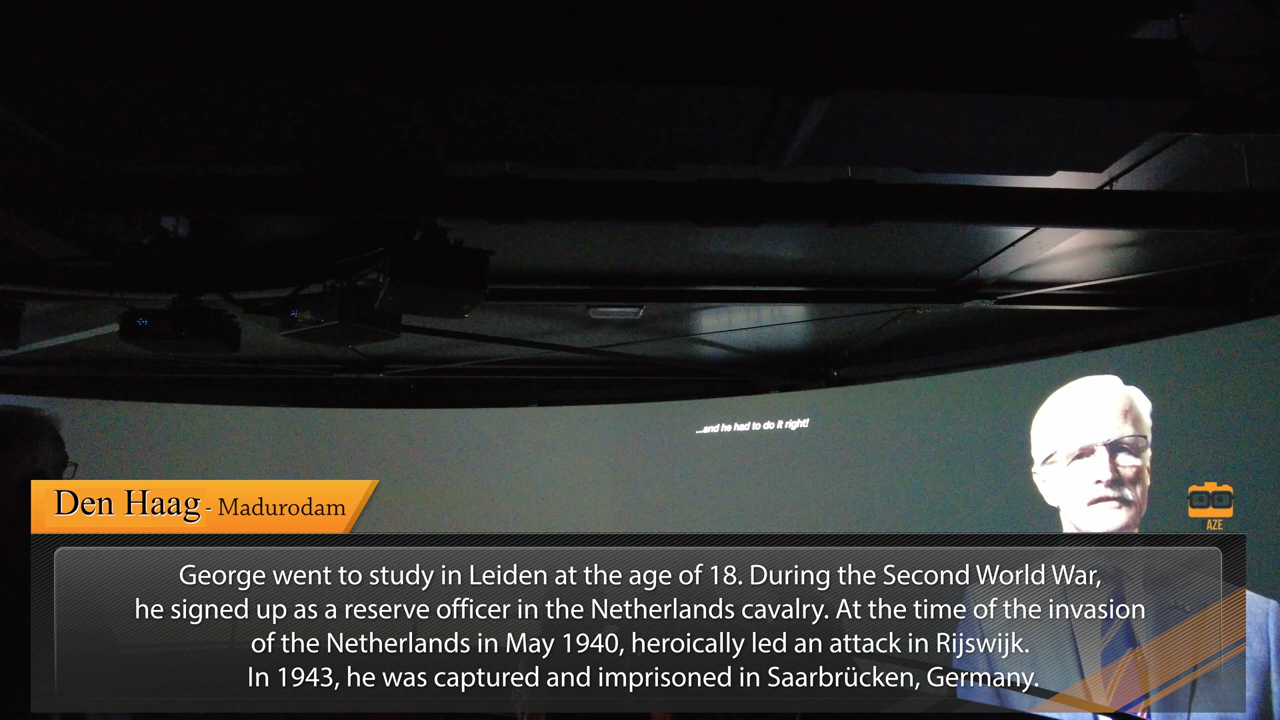 ...and he had to do it right!
Den Haag - Madurodam
AZE
George went to study in Leiden at the age of 18. During the Second World War,
he signed up as a reserve officer in the Netherlands cavalry. At the time of the invasion
of the Netherlands in May 1940, heroically led an attack in Rijswijk.
In 1943, he was captured and imprisoned in Saarbrücken, Germany.